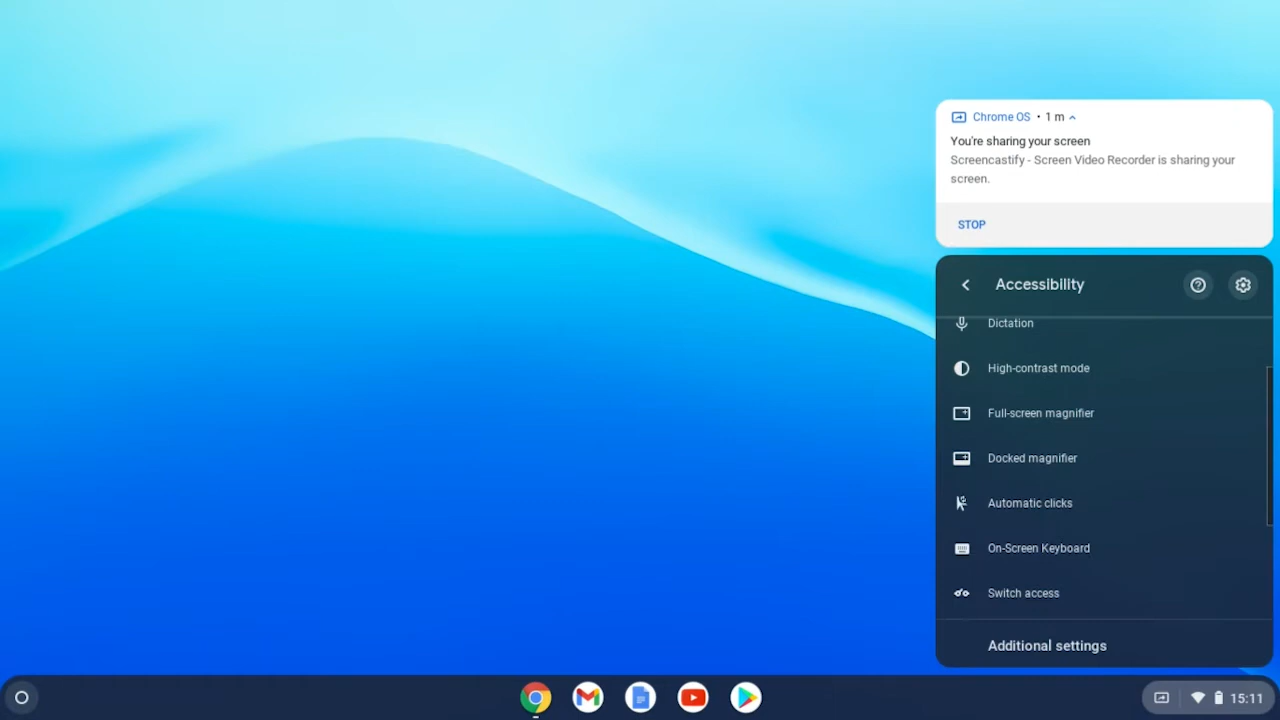 Chrome OS • 1 m
You're sharing your screen
Screencastify - Screen Video Recorder is sharing your
screen.
STOP
Accessibility
Dictation
High-contrast mode
Full-screen magnifier
Docked magnifier
Automatic clicks
On-Screen Keyboard
Switch access
Additional settings
15:11